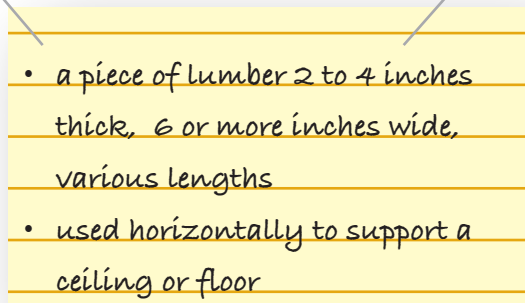 • a piece of lumber 2 to 4 inches
thick, 6 or more inches wide,
various lengths
• used horizontally to support a
ceiling or floor